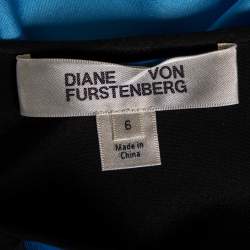 DIANE VON
FURSTENBERG
6
Made in
China